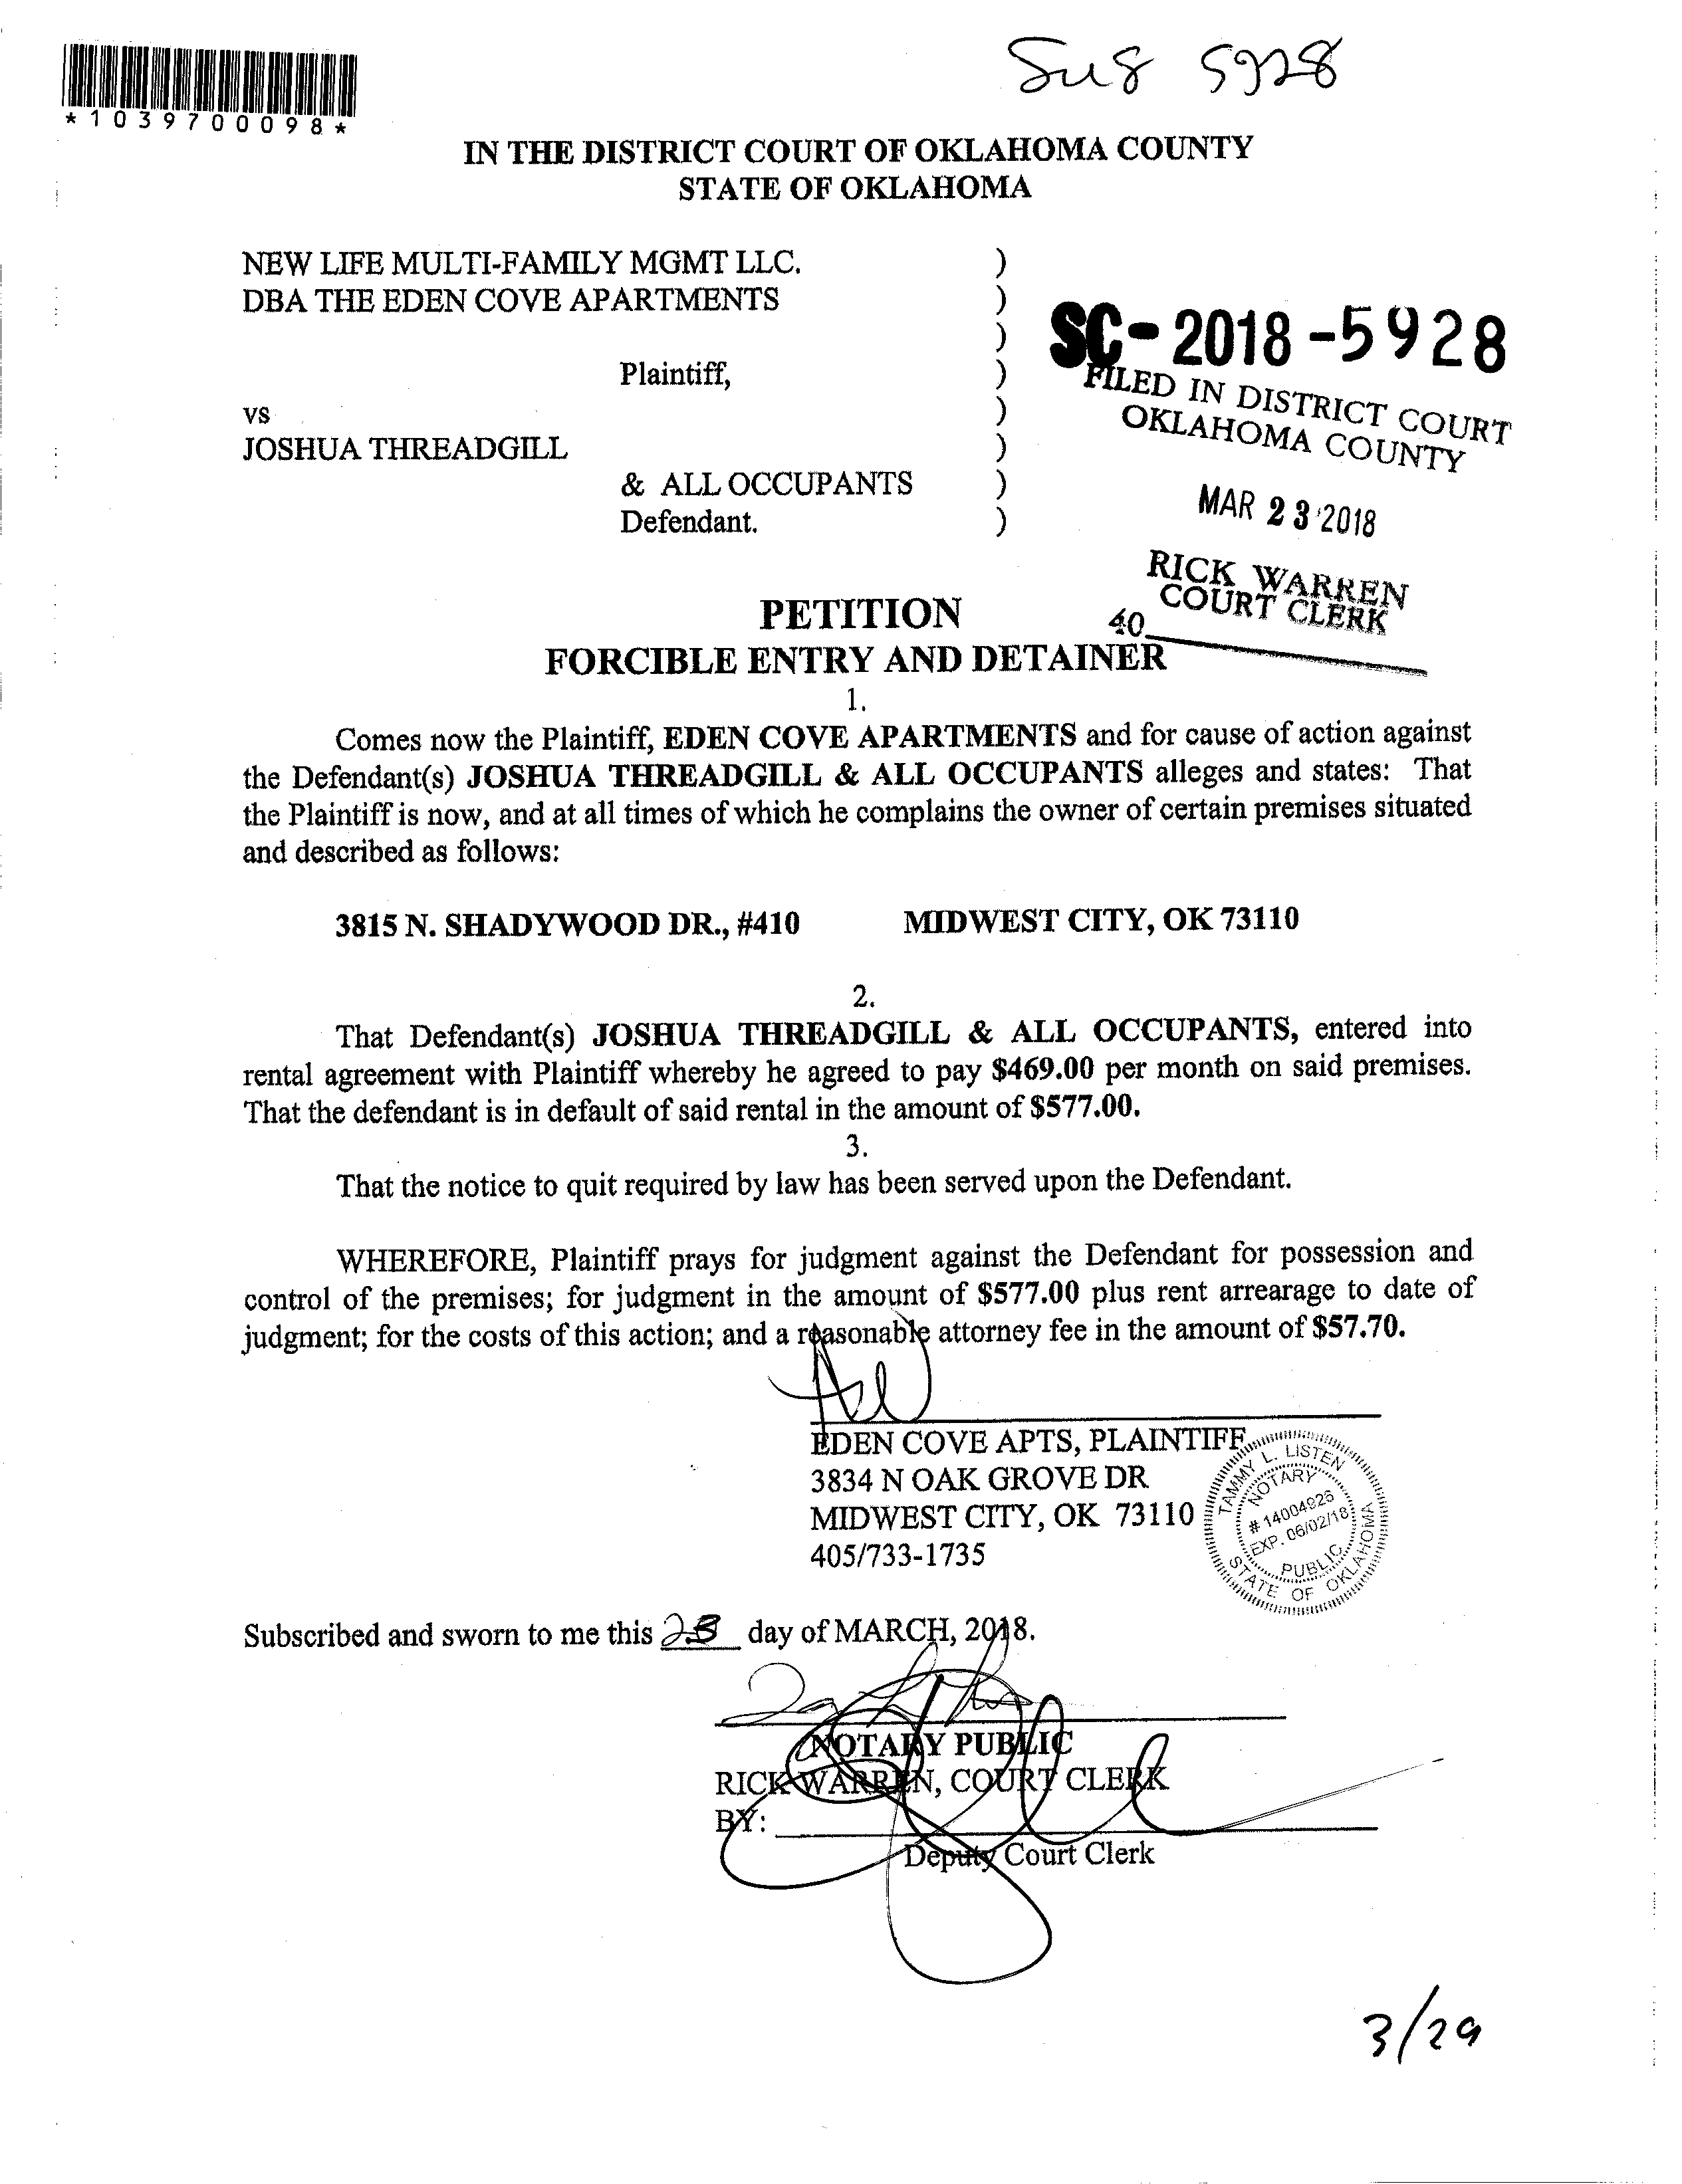 5928
*1039700098*
IN THE DISTRICT COURT OF OKLAHOMA COUNTY
STATE OF OKLAHOMA
NEW LIFE MULTI-FAMILY MGMT LLC. )
DBA THE EDEN COVE APARTMENTS )
)
Plaintiff, )
vs )
JOSHUA THREADGILL )
& ALL OCCUPANTS )
Defendant. )
SC-2018-5928
FILED IN DISTRICT COURT
OKLAHOMA COUNTY
MAR 23 2018
RICK WARREN
COURT CLERK
40
PETITION
FORCIBLE ENTRY AND DETAINER
1.
Comes now the Plaintiff, EDEN COVE APARTMENTS and for cause of action against
the Defendant(s) JOSHUA THREADGILL & ALL OCCUPANTS alleges and states: That
the Plaintiff is now, and at all times of which he complains the owner of certain premises situated
and described as follows:
3815 N. SHADYWOOD DR., #410 MIDWEST CITY, OK 73110
2.
That Defendant(s) JOSHUA THREADGILL & ALL OCCUPANTS, entered into
rental agreement with Plaintiff whereby he agreed to pay $469.00 per month on said premises.
That the defendant is in default of said rental in the amount of $577.00.
3.
That the notice to quit required by law has been served upon the Defendant.
WHEREFORE, Plaintiff prays for judgment against the Defendant for possession and
control of the premises; for judgment in the amount of $577.00 plus rent arrearage to date of
judgment; for the costs of this action; and a reasonable attorney fee in the amount of $57.70.
EDEN COVE APTS, PLAINTIFF
3834 N OAK GROVE DR
MIDWEST CITY, OK 73110
405/733-1735
TAMMY L. LISTEN
NOTARY
# 14004926
EXP. 06/02/18
PUBLIC
STATE OF OKLAHOMA
Subscribed and sworn to me this 23 day of MARCH, 2018.
NOTARY PUBLIC
RICK WARREN, COURT CLERK
BY:
Deputy Court Clerk
3/29